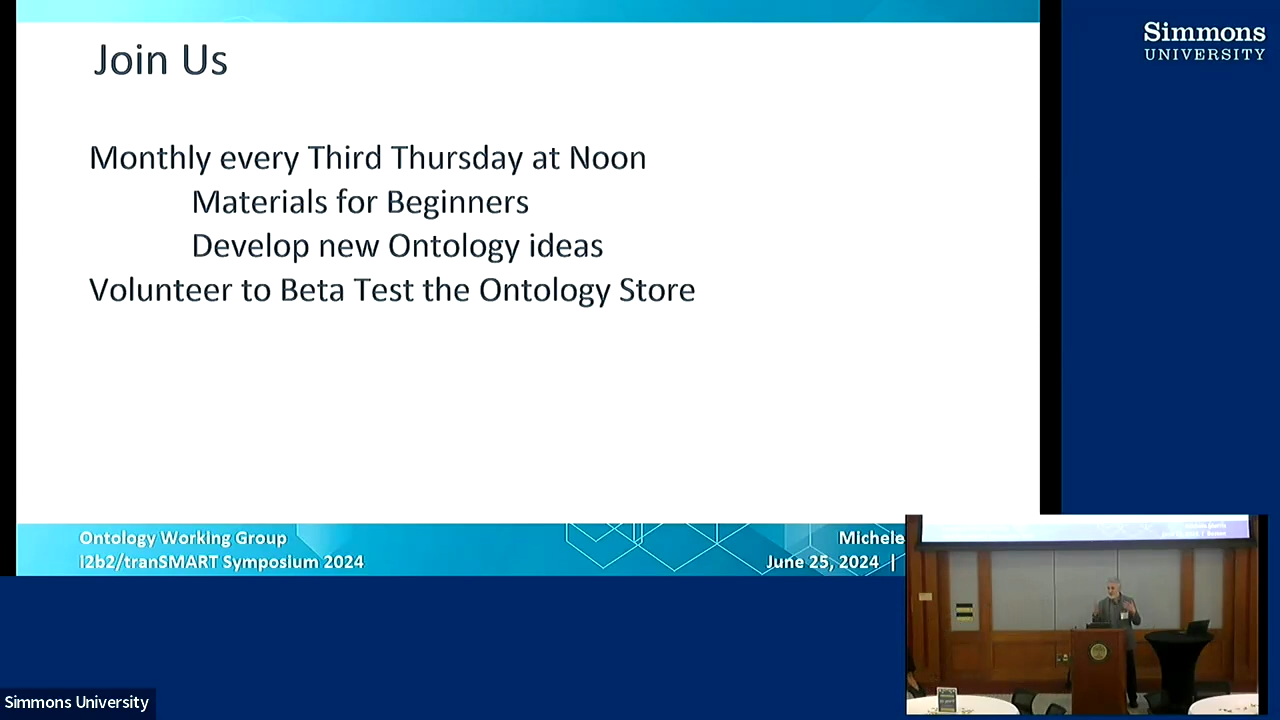 Join Us
Monthly every Third Thursday at Noon
Materials for Beginners
Develop new Ontology ideas
Volunteer to Beta Test the Ontology Store
Ontology Working Group
i2b2/tranSMART Symposium 2024
Michele
June 25, 2024 |
Simmons
UNIVERSITY
Simmons University